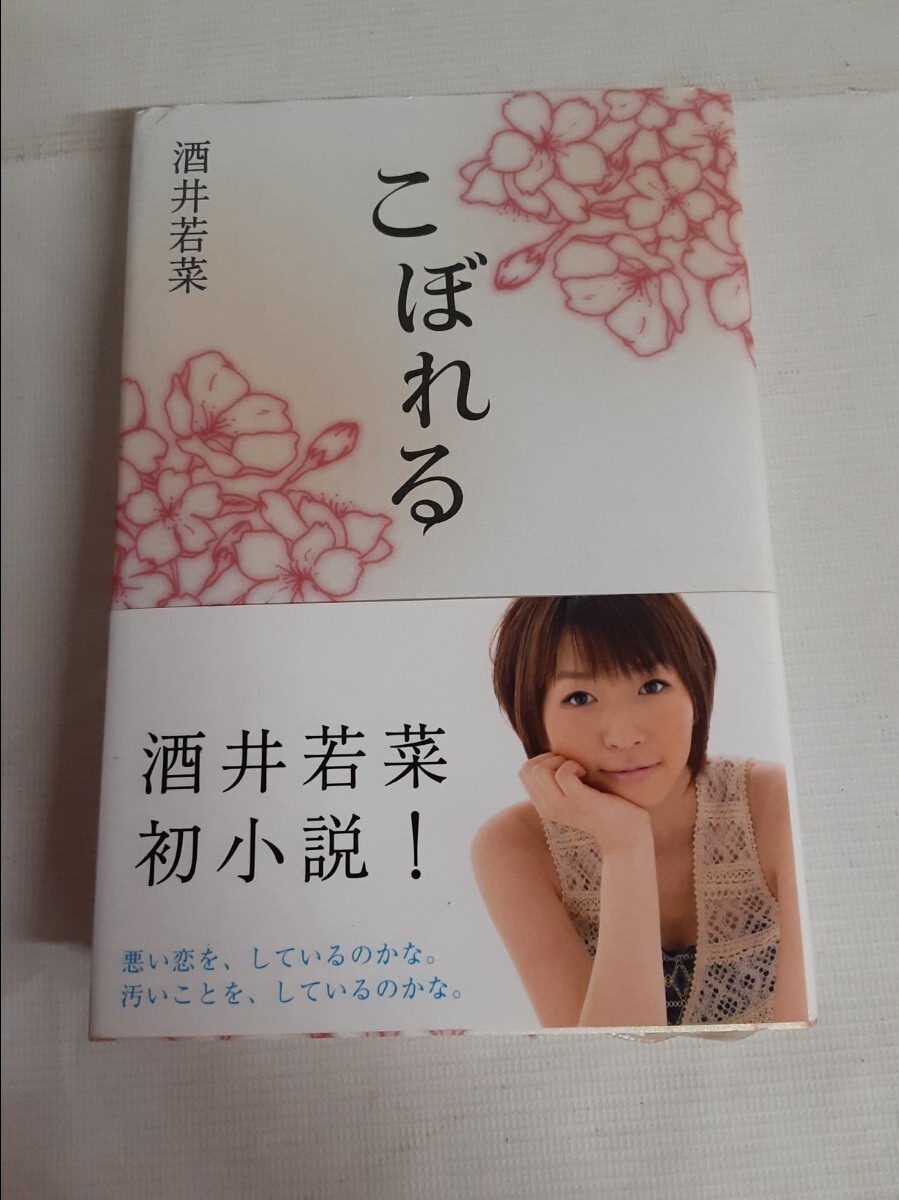 こぼれる
酒井若菜
酒井若菜
初小説！
悪い恋を、しているのかな。
汚いことを、しているのかな。